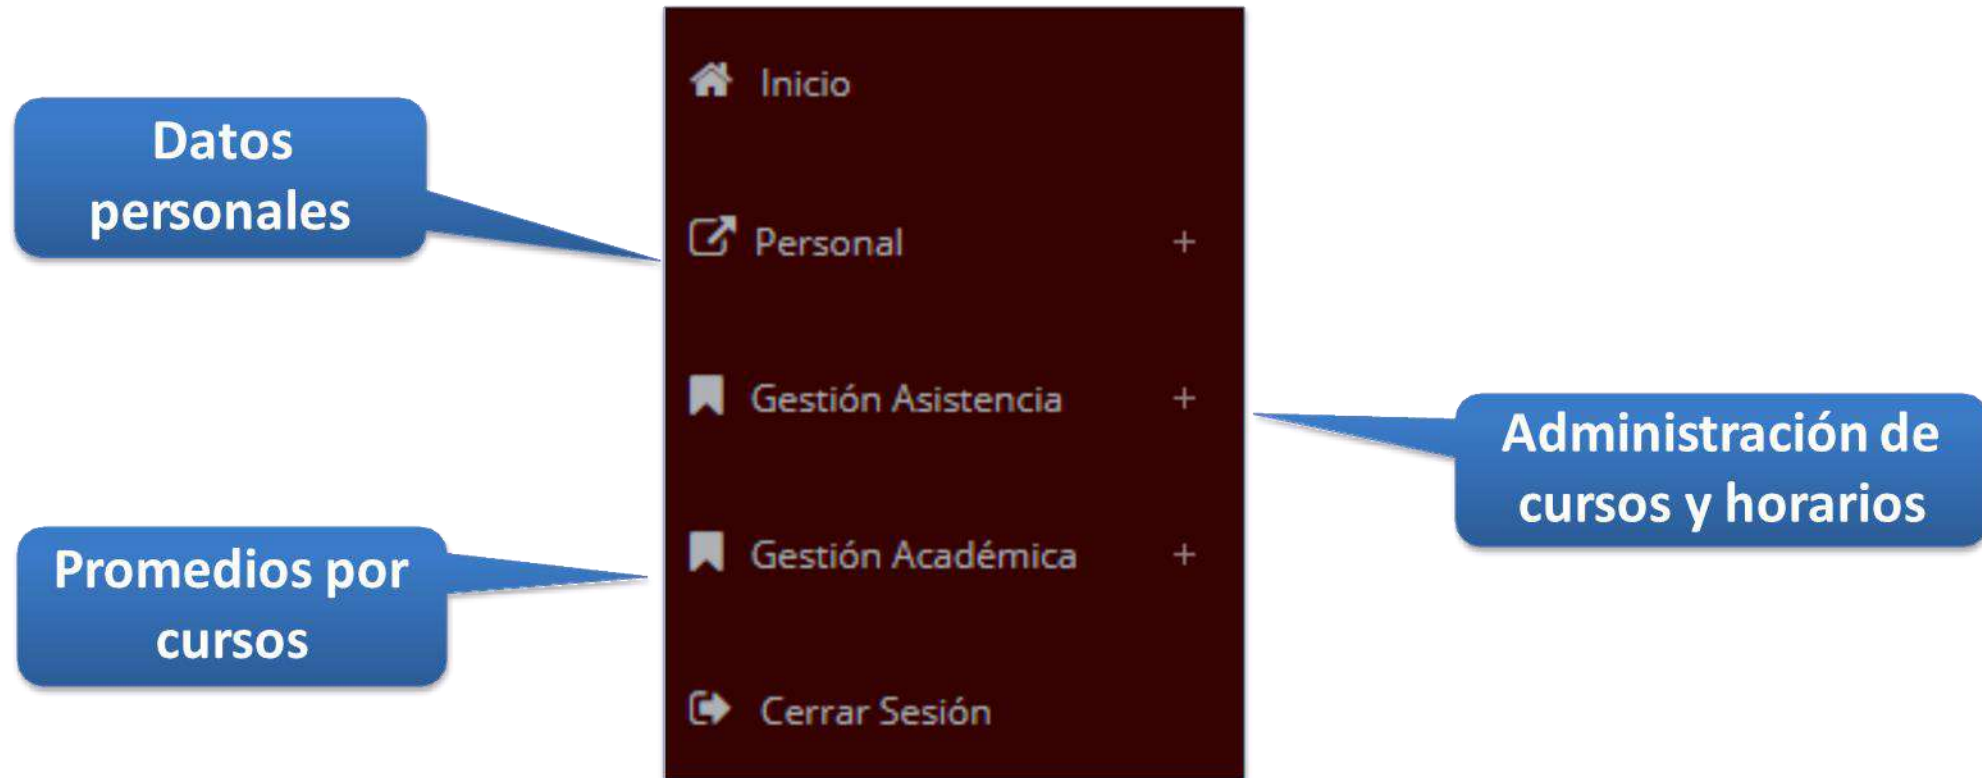 Inicio
Datos
personales
Personal +
Gestión Asistencia +
Administración de
cursos y horarios
Promedios por
cursos
Gestión Académica +
Cerrar Sesión